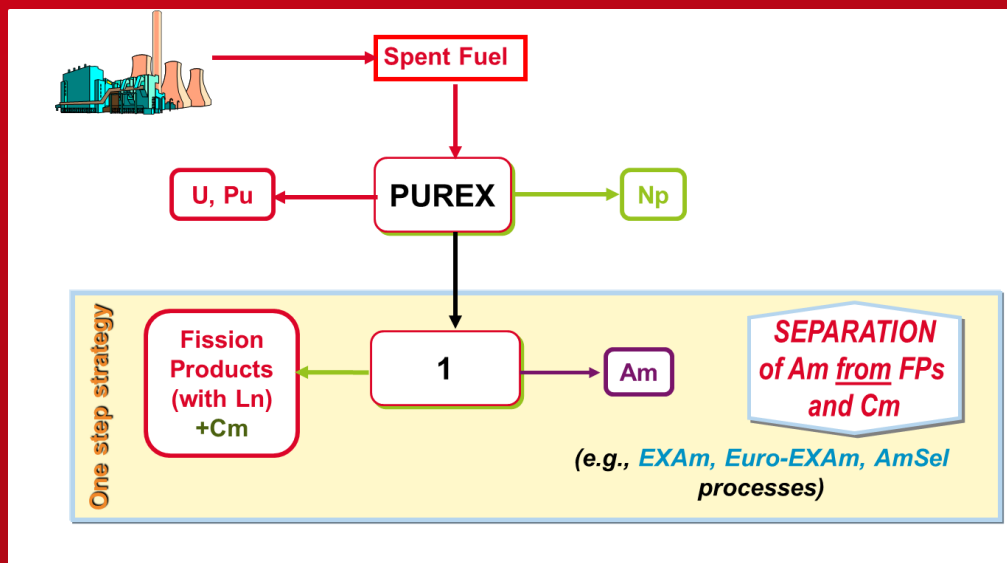 Spent Fuel
U, Pu
PUREX
Np
One step strategy
Fission
Products
(with Ln)
+Cm
1
Am
SEPARATION
of Am from FPs
and Cm
(e.g., EXAm, Euro-EXAm, AmSel
processes)